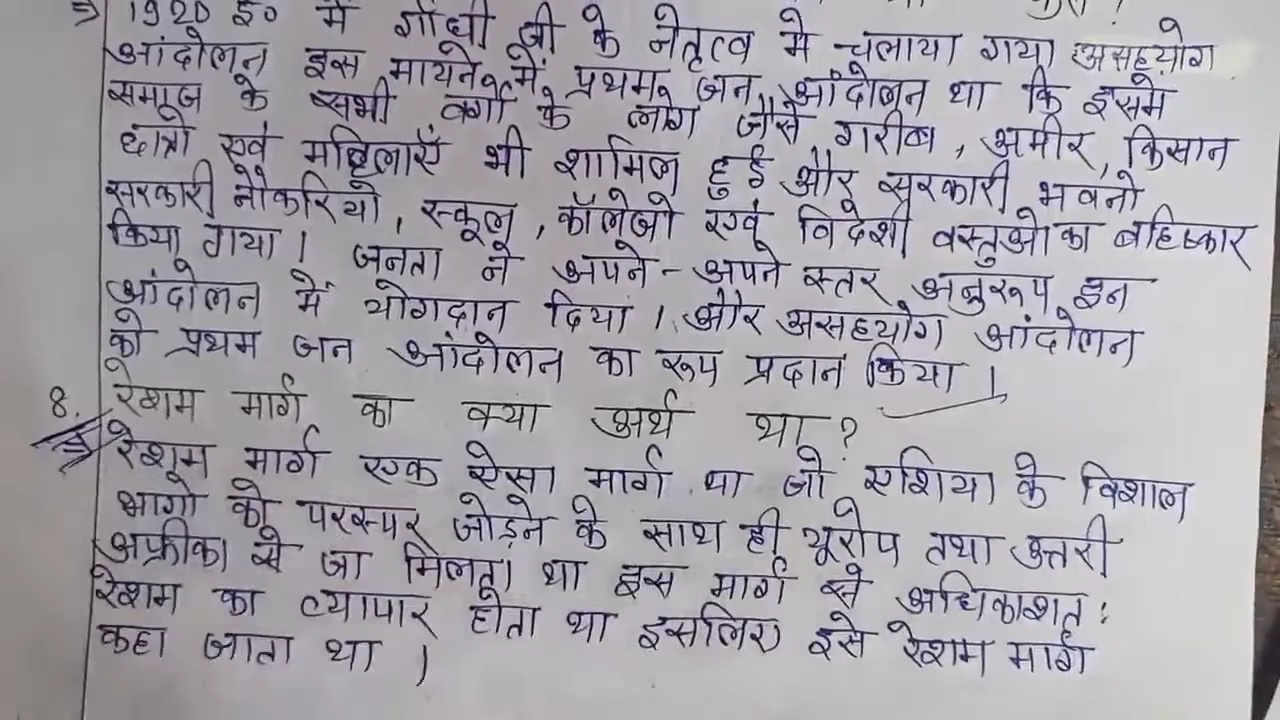 ⇒ 1920 ई० में गाँधी जी के नेतृत्व मे चलाया गया असहयोग
आंदोलन इस मायने में प्रथम जन आंदोलन था कि इसमे
समाज के सभी वर्गो के लोग जैसे गरीब, अमीर, किसान
छात्रो एवं महिलाएँ भी शामिल हुई और सरकारी भवनो
सरकारी नौकरियो, स्कूल, कॉलेजो एवं विदेशी वस्तुओ का बहिष्कार
किया गया। जनता ने अपने-अपने स्तर अनुरूप इन
आंदोलन में योगदान दिया। और असहयोग आंदोलन
को प्रथम जन आंदोलन का रूप प्रदान किया।
8. रेशम मार्ग का क्या अर्थ था?
⇒ रेशम मार्ग एक ऐसा मार्ग था जो एशिया के विशाल
भागो को परस्पर जोड़ने के साथ ही यूरोप तथा उत्तरी
अफ्रीका से जा मिलता था इस मार्ग से अधिकाशत:
रेशम का व्यापार होता था इसलिए इसे रेशम मार्ग
कहा जाता था।